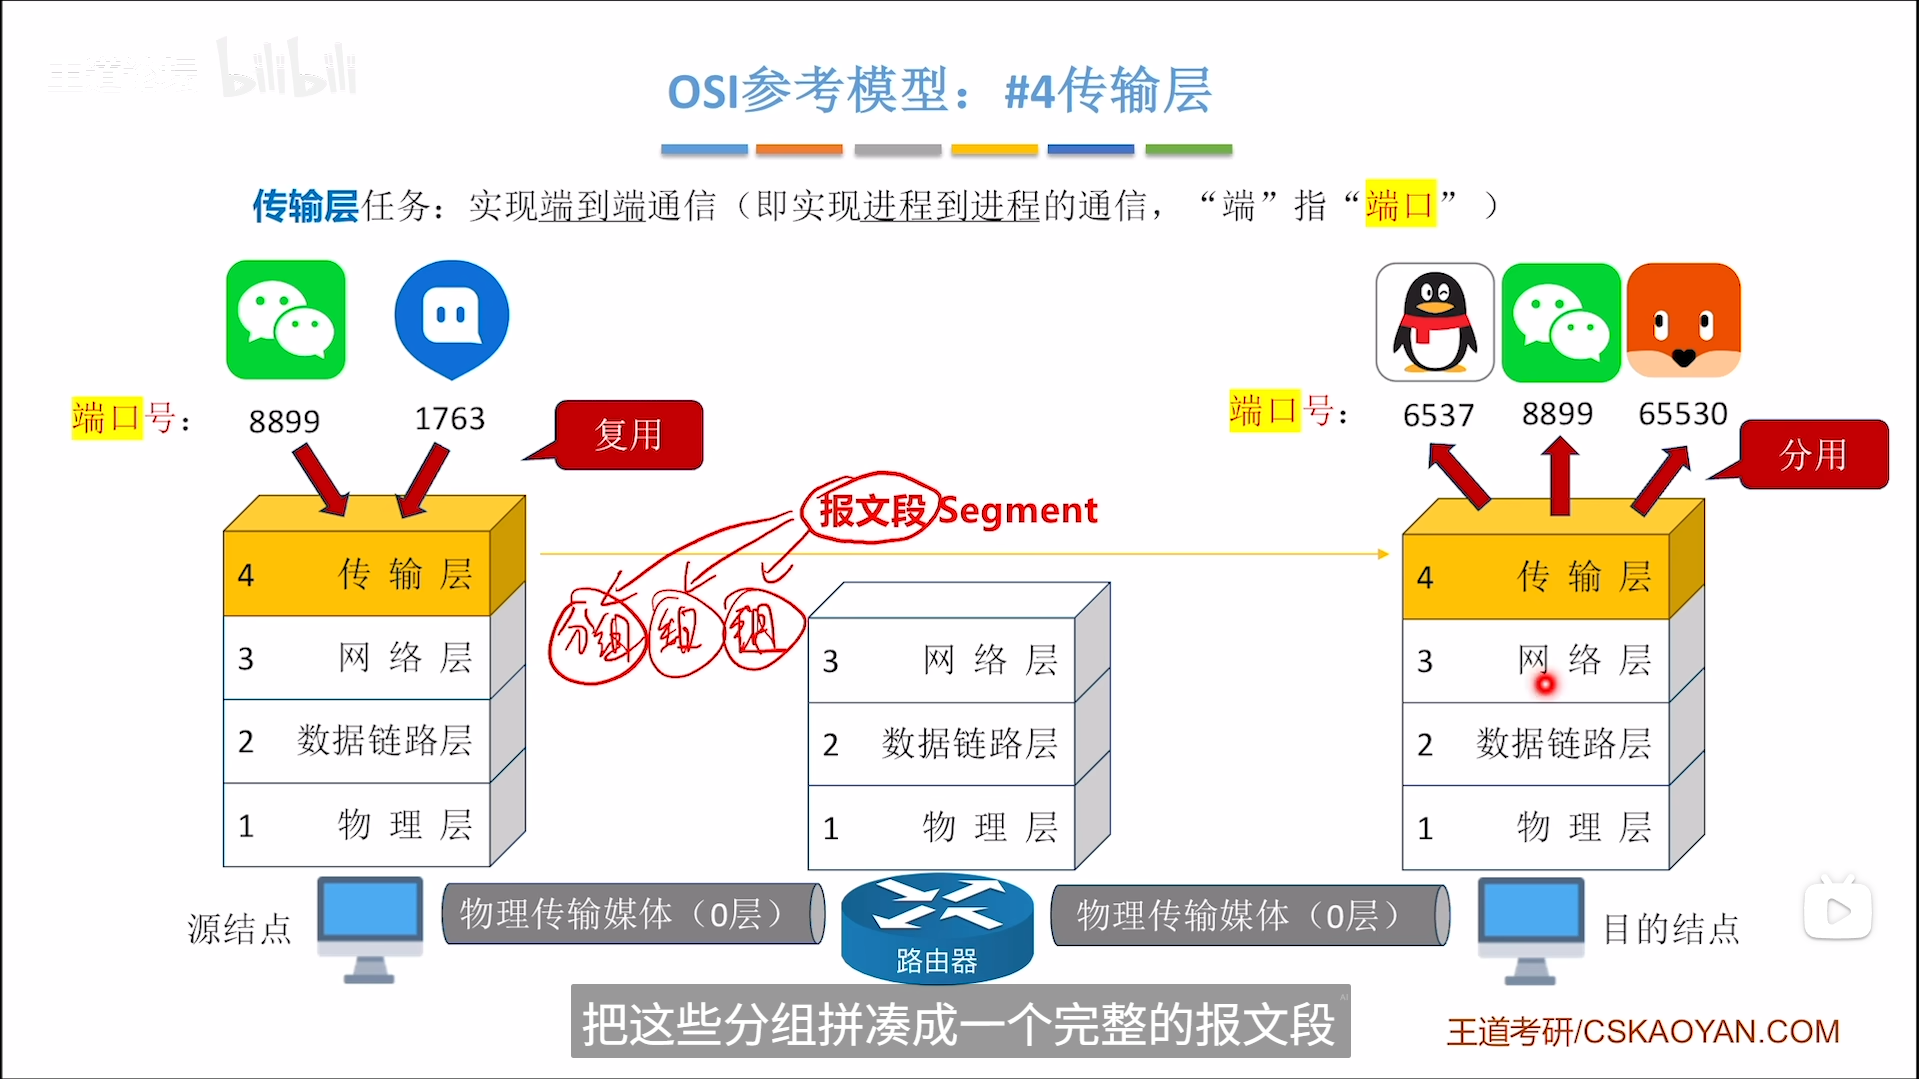 王道论坛 bilibili
OSI参考模型：#4传输层
传输层任务：实现端到端通信（即实现进程到进程的通信，“端”指“端口”）
端口号： 8899 1763
复用
端口号： 6537 8899 65530
分用
报文段Segment
分组 组 组
4 传输层
3 网络层
2 数据链路层
1 物理层
3 网络层
2 数据链路层
1 物理层
4 传输层
3 网络层
2 数据链路层
1 物理层
源结点
物理传输媒体（0层）
路由器
物理传输媒体（0层）
目的结点
把这些分组拼凑成一个完整的报文段
王道考研/CSKAOYAN.COM